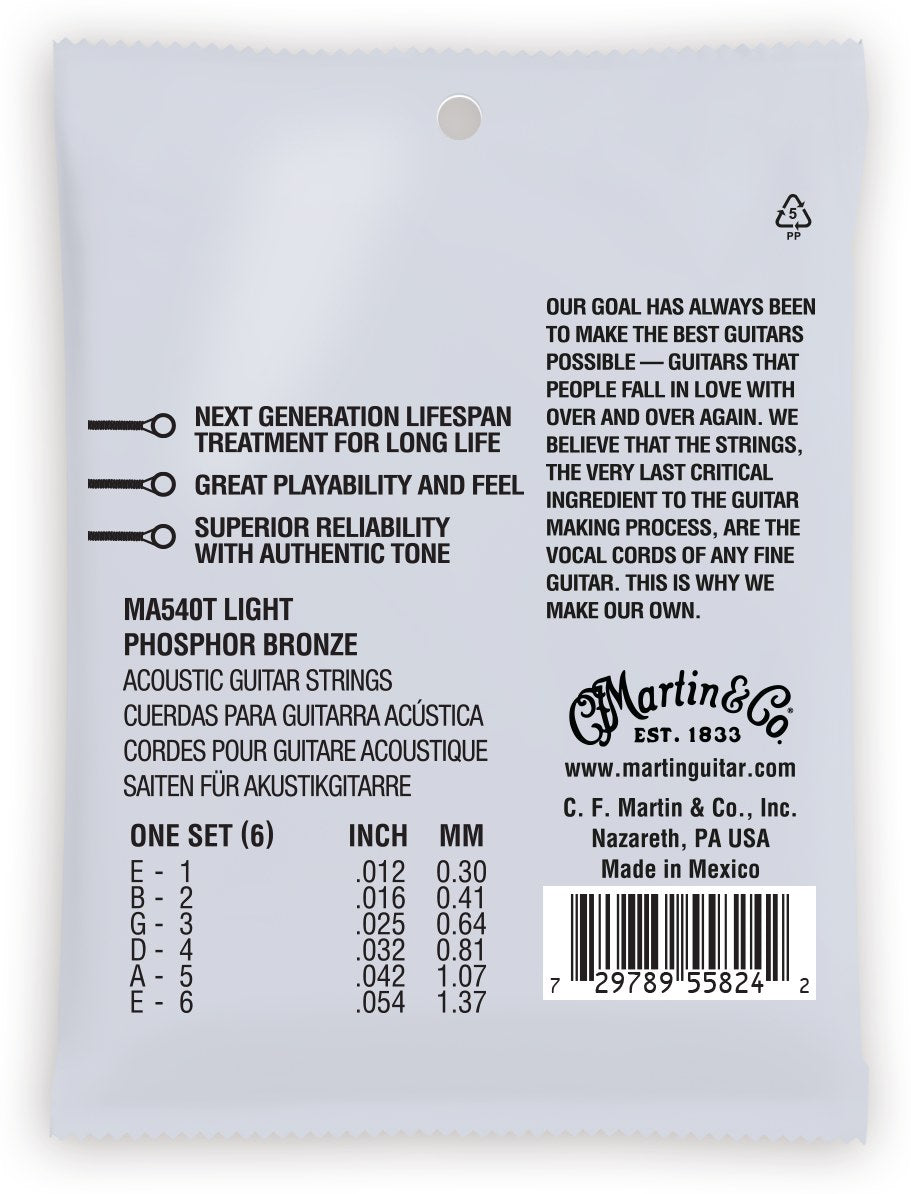 5
PP
OUR GOAL HAS ALWAYS BEEN
TO MAKE THE BEST GUITARS
POSSIBLE — GUITARS THAT
PEOPLE FALL IN LOVE WITH
OVER AND OVER AGAIN. WE
BELIEVE THAT THE STRINGS,
THE VERY LAST CRITICAL
INGREDIENT TO THE GUITAR
MAKING PROCESS, ARE THE
VOCAL CORDS OF ANY FINE
GUITAR. THIS IS WHY WE
MAKE OUR OWN.
NEXT GENERATION LIFESPAN
TREATMENT FOR LONG LIFE
GREAT PLAYABILITY AND FEEL
SUPERIOR RELIABILITY
WITH AUTHENTIC TONE
MA540T LIGHT
PHOSPHOR BRONZE
ACOUSTIC GUITAR STRINGS
CUERDAS PARA GUITARRA ACÚSTICA
CORDES POUR GUITARE ACOUSTIQUE
SAITEN FÜR AKUSTIKGITARRE
ONE SET (6) INCH MM
E - 1 .012 0.30
B - 2 .016 0.41
G - 3 .025 0.64
D - 4 .032 0.81
A - 5 .042 1.07
E - 6 .054 1.37
CF Martin & Co.®
EST. 1833
www.martinguitar.com
C. F. Martin & Co., Inc.
Nazareth, PA USA
Made in Mexico
7 29789 55824 2